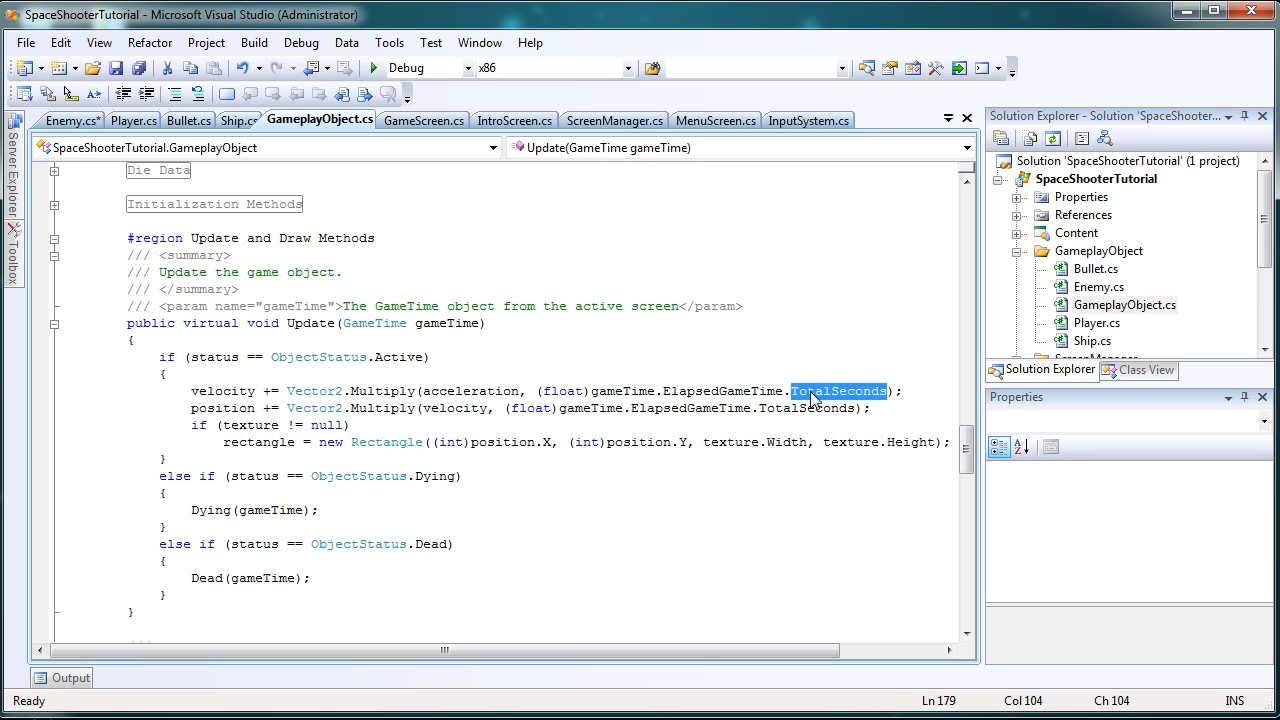 SpaceShooterTutorial - Microsoft Visual Studio (Administrator)
File Edit View Refactor Project Build Debug Data Tools Test Window Help
Debug x86
Enemy.cs* Player.cs Bullet.cs Ship.c* GameplayObject.cs GameScreen.cs IntroScreen.cs ScreenManager.cs MenuScreen.cs InputSystem.cs
SpaceShooterTutorial.GameplayObject Update(GameTime gameTime)
Server Explorer
Toolbox
Die Data
Initialization Methods
#region Update and Draw Methods
/// <summary>
/// Update the game object.
/// </summary>
/// <param name="gameTime">The GameTime object from the active screen</param>
public virtual void Update(GameTime gameTime)
{
if (status == ObjectStatus.Active)
{
velocity += Vector2.Multiply(acceleration, (float)gameTime.ElapsedGameTime.TotalSeconds);
position += Vector2.Multiply(velocity, (float)gameTime.ElapsedGameTime.TotalSeconds);
if (texture != null)
rectangle = new Rectangle((int)position.X, (int)position.Y, texture.Width, texture.Height);
}
else if (status == ObjectStatus.Dying)
{
Dying(gameTime);
}
else if (status == ObjectStatus.Dead)
{
Dead(gameTime);
}
}
Solution Explorer - Solution 'SpaceShooter...
Solution 'SpaceShooterTutorial' (1 project)
SpaceShooterTutorial
Properties
References
Content
GameplayObject
Bullet.cs
Enemy.cs
GameplayObject.cs
Player.cs
Ship.cs
ScreenManager
Solution Explorer Class View
Properties
Output
Ready Ln 179 Col 104 Ch 104 INS